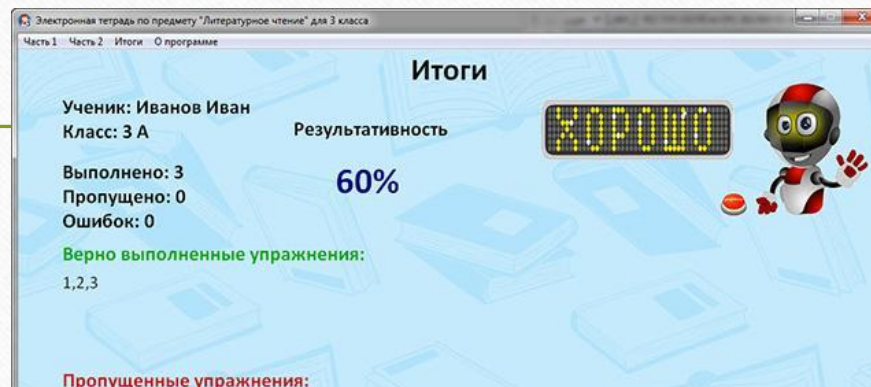 Электронная тетрадь по предмету "Литературное чтение" для 3 класса
Часть 1 Часть 2 Итоги О программе
Итоги
Ученик: Иванов Иван
Класс: 3 А
Результативность
ХОРОШО
Выполнено: 3
Пропущено: 0
Ошибок: 0
60%
Верно выполненные упражнения:
1,2,3
Пропущенные упражнения: